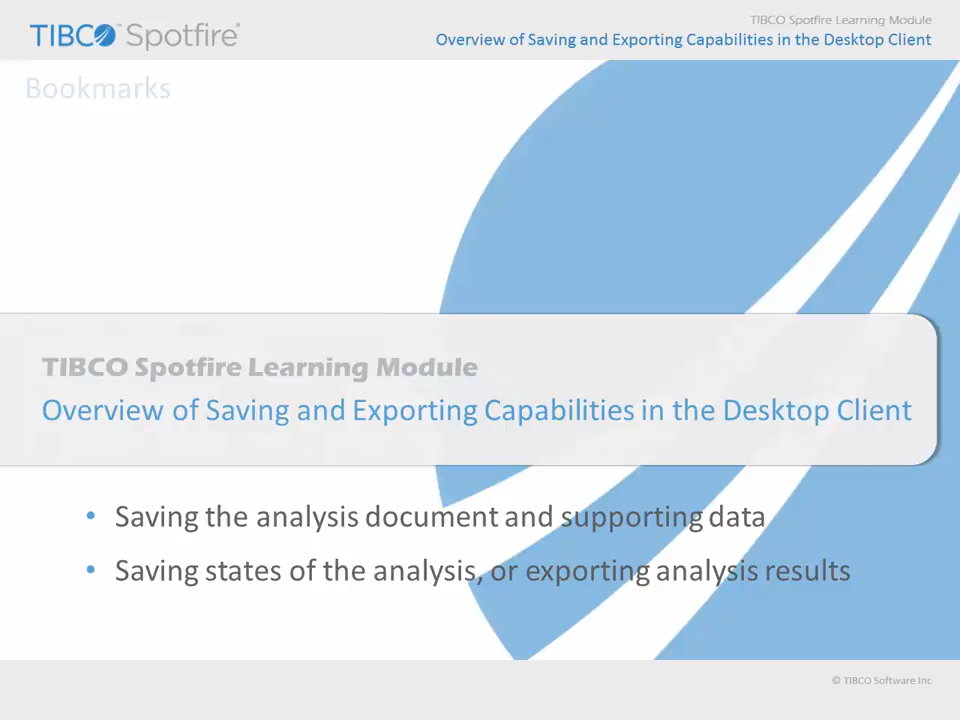 TIBCO™ Spotfire®
TIBCO Spotfire Learning Module
Overview of Saving and Exporting Capabilities in the Desktop Client
Bookmarks
TIBCO Spotfire Learning Module
Overview of Saving and Exporting Capabilities in the Desktop Client
• Saving the analysis document and supporting data
• Saving states of the analysis, or exporting analysis results
© TIBCO Software Inc